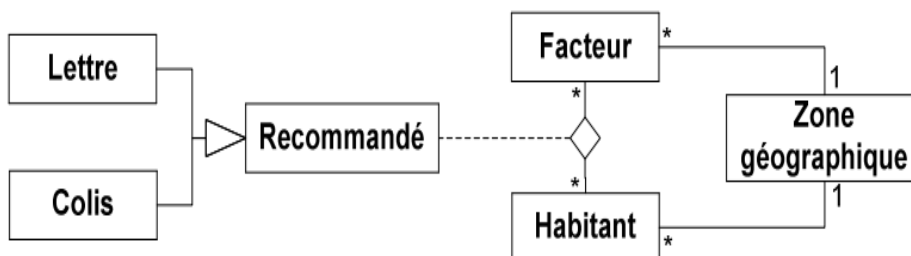 Lettre
Colis
Recommandé
Facteur
*
*
*
Habitant
*
1
Zone
géographique
1